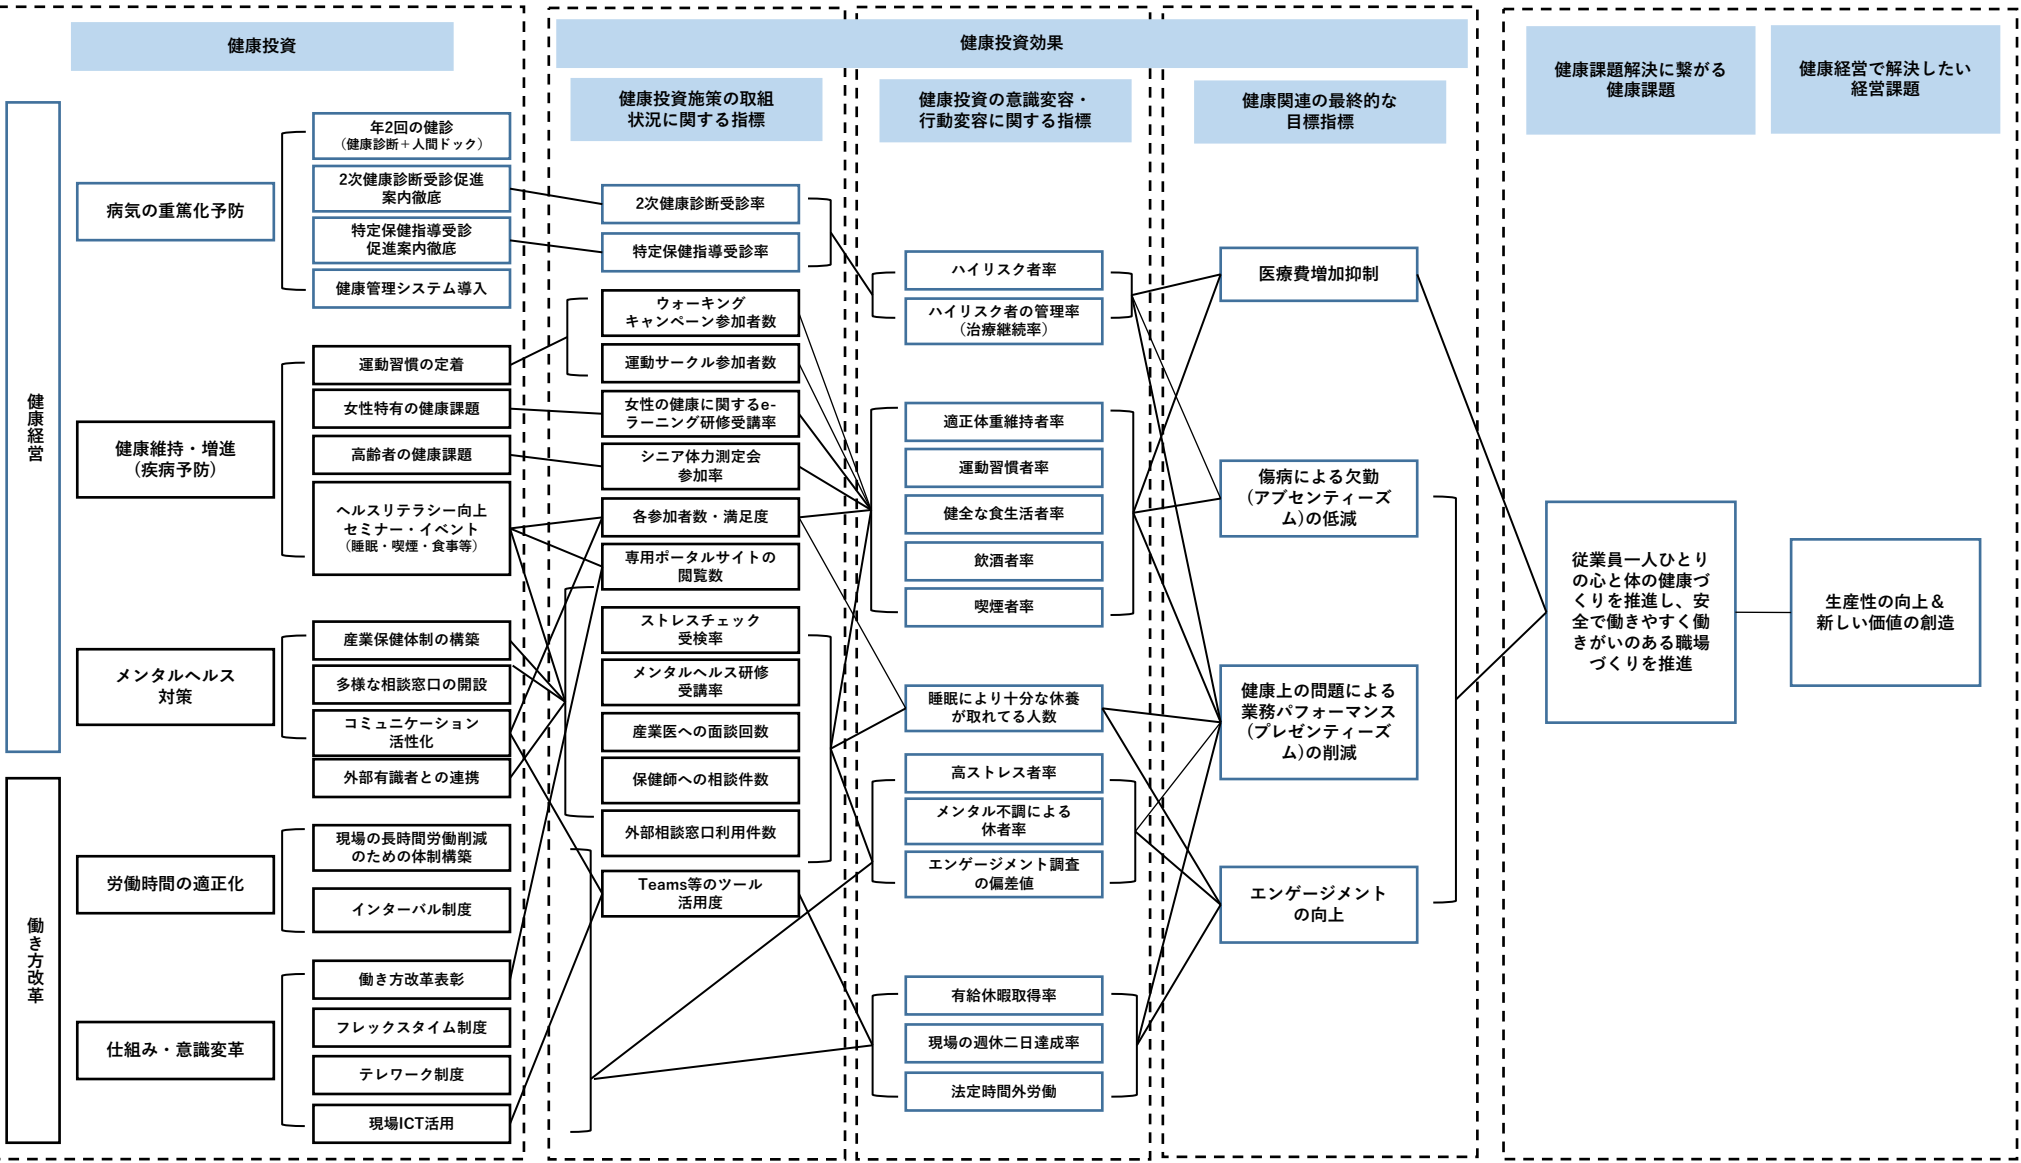 健康投資
健康投資効果
健康投資施策の取組
状況に関する指標
健康投資の意識変容・
行動変容に関する指標
健康関連の最終的な
目標指標
健康課題解決に繋がる
健康課題
健康経営で解決したい
経営課題
健康経営
働き方改革
病気の重篤化予防
健康維持・増進
(疾病予防)
メンタルヘルス
対策
労働時間の適正化
仕組み・意識変革
年2回の健診
（健康診断＋人間ドック）
2次健康診断受診促進
案内徹底
特定保健指導受診
促進案内徹底
健康管理システム導入
運動習慣の定着
女性特有の健康課題
高齢者の健康課題
ヘルスリテラシー向上
セミナー・イベント
（睡眠・喫煙・食事等）
産業保健体制の構築
多様な相談窓口の開設
コミュニケーション
活性化
外部有識者との連携
現場の長時間労働削減
のための体制構築
インターバル制度
働き方改革表彰
フレックスタイム制度
テレワーク制度
現場ICT活用
2次健康診断受診率
特定保健指導受診率
ウォーキング
キャンペーン参加者数
運動サークル参加者数
女性の健康に関するe-
ラーニング研修受講率
シニア体力測定会
参加率
各参加者数・満足度
専用ポータルサイトの
閲覧数
ストレスチェック
受検率
メンタルヘルス研修
受講率
産業医への面談回数
保健師への相談件数
外部相談窓口利用件数
Teams等のツール
活用度
ハイリスク者率
ハイリスク者の管理率
（治療継続率）
適正体重維持者率
運動習慣者率
健全な食生活者率
飲酒者率
喫煙者率
睡眠により十分な休養
が取れてる人数
高ストレス者率
メンタル不調による
休者率
エンゲージメント調査
の偏差値
有給休暇取得率
現場の週休二日達成率
法定時間外労働
医療費増加抑制
傷病による欠勤
(アブセンティーズ
ム)の低減
健康上の問題による
業務パフォーマンス
(プレゼンティーズ
ム)の削減
エンゲージメント
の向上
従業員一人ひとり
の心と体の健康づ
くりを推進し、安
全で働きやすく働
きがいのある職場
づくりを推進
生産性の向上＆
新しい価値の創造